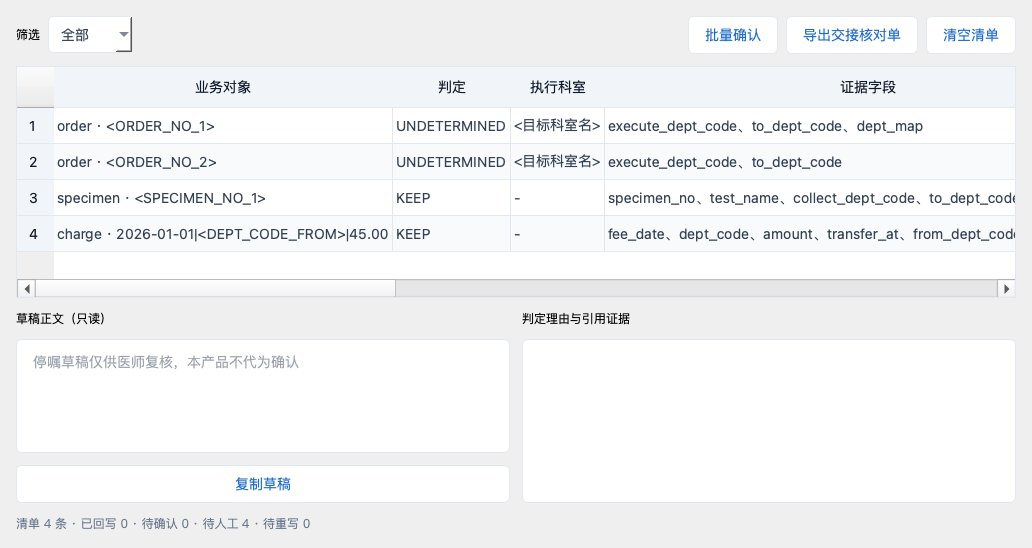 筛选 全部 批量确认 导出交接核对单 清空清单
业务对象 判定 执行科室 证据字段
1 order · <ORDER_NO_1> UNDETERMINED <目标科室名> execute_dept_code、to_dept_code、dept_map
2 order · <ORDER_NO_2> UNDETERMINED <目标科室名> execute_dept_code、to_dept_code
3 specimen · <SPECIMEN_NO_1> KEEP - specimen_no、test_name、collect_dept_code、to_dept_code
4 charge · 2026-01-01|<DEPT_CODE_FROM>|45.00 KEEP - fee_date、dept_code、amount、transfer_at、from_dept_code
草稿正文（只读） 判定理由与引用证据
停嘱草稿仅供医师复核，本产品不代为确认
复制草稿
清单 4 条 · 已回写 0 · 待确认 0 · 待人工 4 · 待重写 0